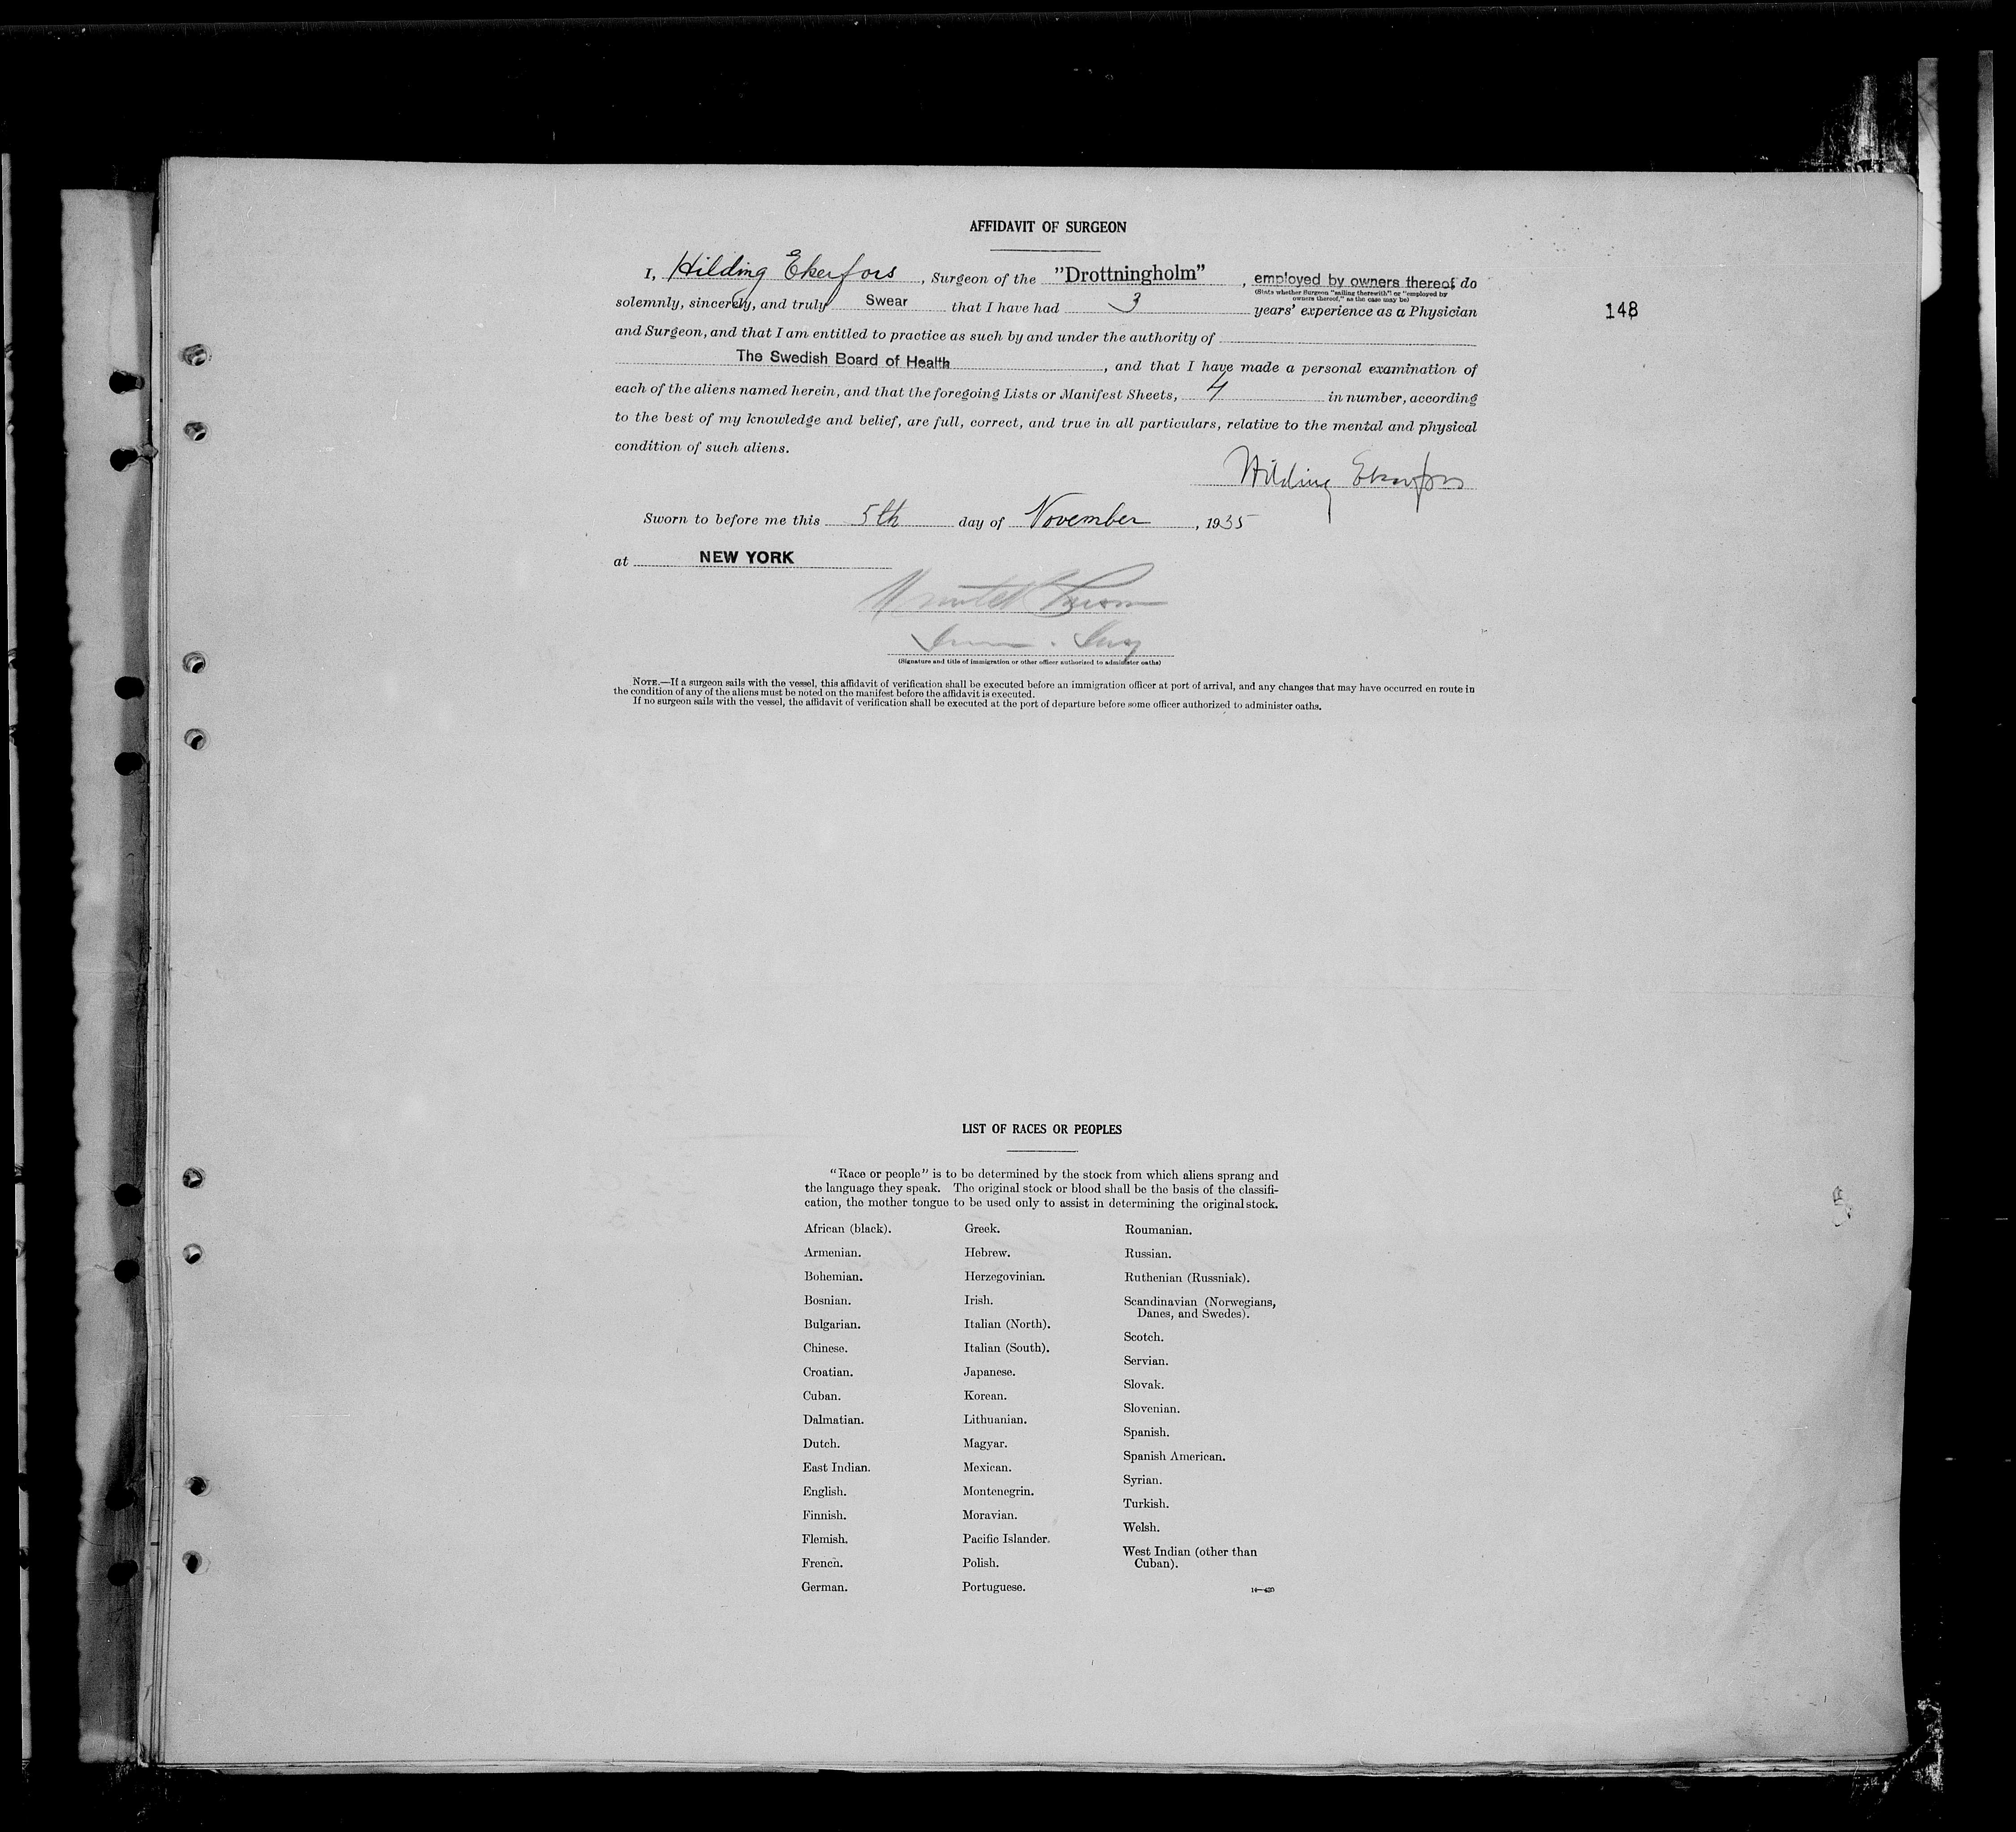 AFFIDAVIT OF SURGEON
I, Hilding Ekerfors, Surgeon of the "Drottningholm", employed by owners thereof do
(State whether Surgeon "sailing therewith" or "employed by
owners thereof," as the case may be)
solemnly, sincerely, and truly Swear that I have had 3 years' experience as a Physician
148
and Surgeon, and that I am entitled to practice as such by and under the authority of
The Swedish Board of Health, and that I have made a personal examination of
each of the aliens named herein, and that the foregoing Lists or Manifest Sheets, 4 in number, according
to the best of my knowledge and belief, are full, correct, and true in all particulars, relative to the mental and physical
condition of such aliens.
Hilding Ekerfors
Sworn to before me this 5th day of November, 1935
at NEW YORK
(Signature and title of immigration or other officer authorized to administer oaths)
NOTE.—If a surgeon sails with the vessel, this affidavit of verification shall be executed before an immigration officer at port of arrival, and any changes that may have occurred en route in
the condition of any of the aliens must be noted on the manifest before the affidavit is executed.
If no surgeon sails with the vessel, the affidavit of verification shall be executed at the port of departure before some officer authorized to administer oaths.
LIST OF RACES OR PEOPLES
"Race or people" is to be determined by the stock from which aliens sprang and
the language they speak. The original stock or blood shall be the basis of the classifi-
cation, the mother tongue to be used only to assist in determining the original stock.
African (black).
Armenian.
Bohemian.
Bosnian.
Bulgarian.
Chinese.
Croatian.
Cuban.
Dalmatian.
Dutch.
East Indian.
English.
Finnish.
Flemish.
French.
German.
Greek.
Hebrew.
Herzegovinian.
Irish.
Italian (North).
Italian (South).
Japanese.
Korean.
Lithuanian.
Magyar.
Mexican.
Montenegrin.
Moravian.
Pacific Islander.
Polish.
Portuguese.
Roumanian.
Russian.
Ruthenian (Russniak).
Scandinavian (Norwegians,
Danes, and Swedes).
Scotch.
Servian.
Slovak.
Slovenian.
Spanish.
Spanish American.
Syrian.
Turkish.
Welsh.
West Indian (other than
Cuban).
14—420